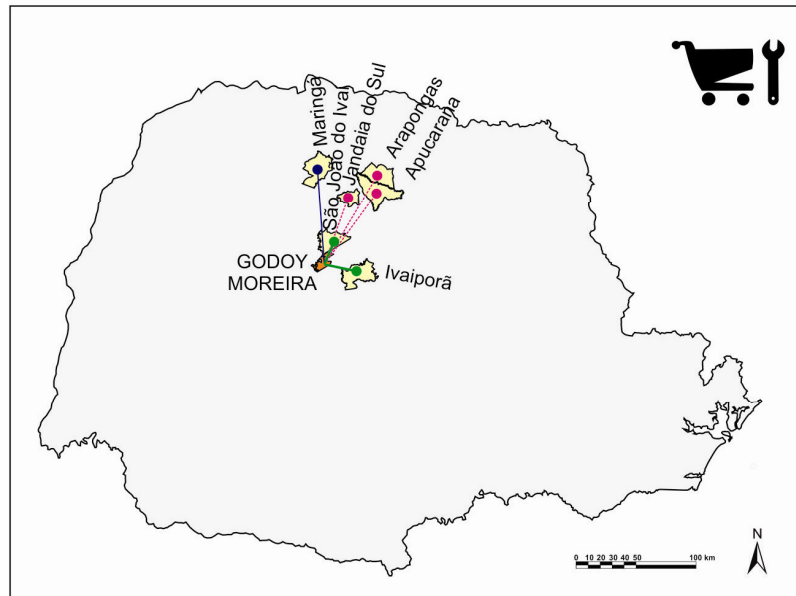 Maringá
São João do Ivaí
Jandaia do Sul
Arapongas
Apucarana
GODOY
MOREIRA
Ivaiporã
N
0 10 20 30 40 50 100 km